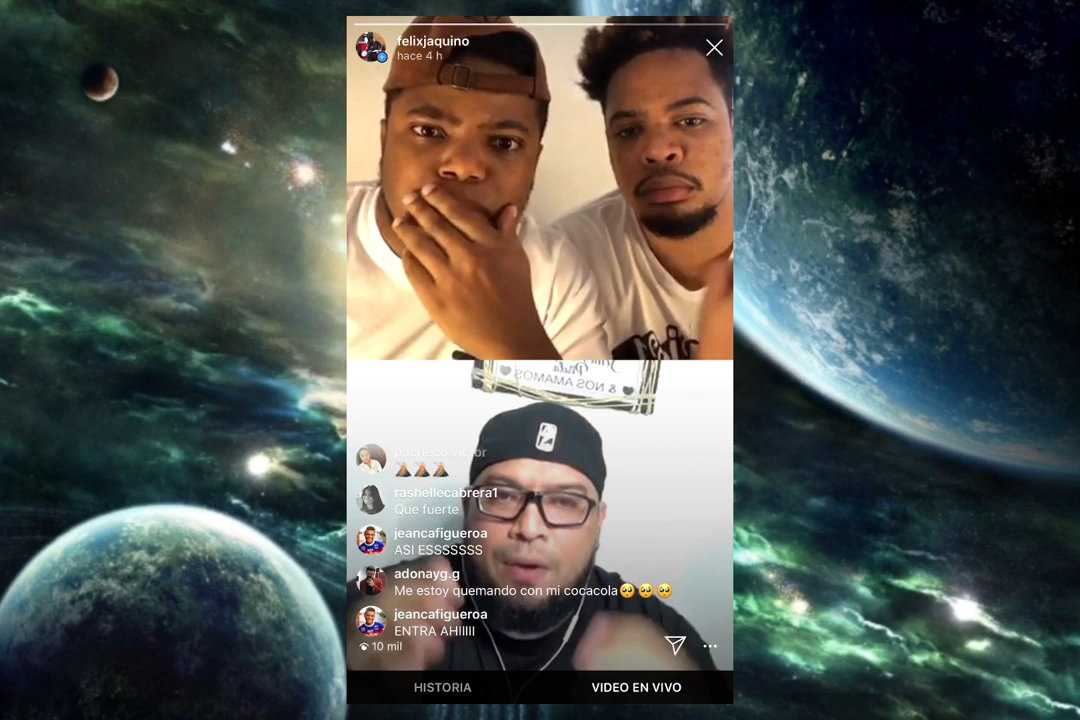 felixjaquino
hace 4 h
& NOS AMAMOS
rashellecabrera1
Que fuerte
jeancafigueroa
ASI ESSSSSSS
adonayg.g
Me estoy quemando con mi cocacola🥺🥺🥺
jeancafigueroa
ENTRA AHIIIII
10 mil
HISTORIA
VIDEO EN VIVO